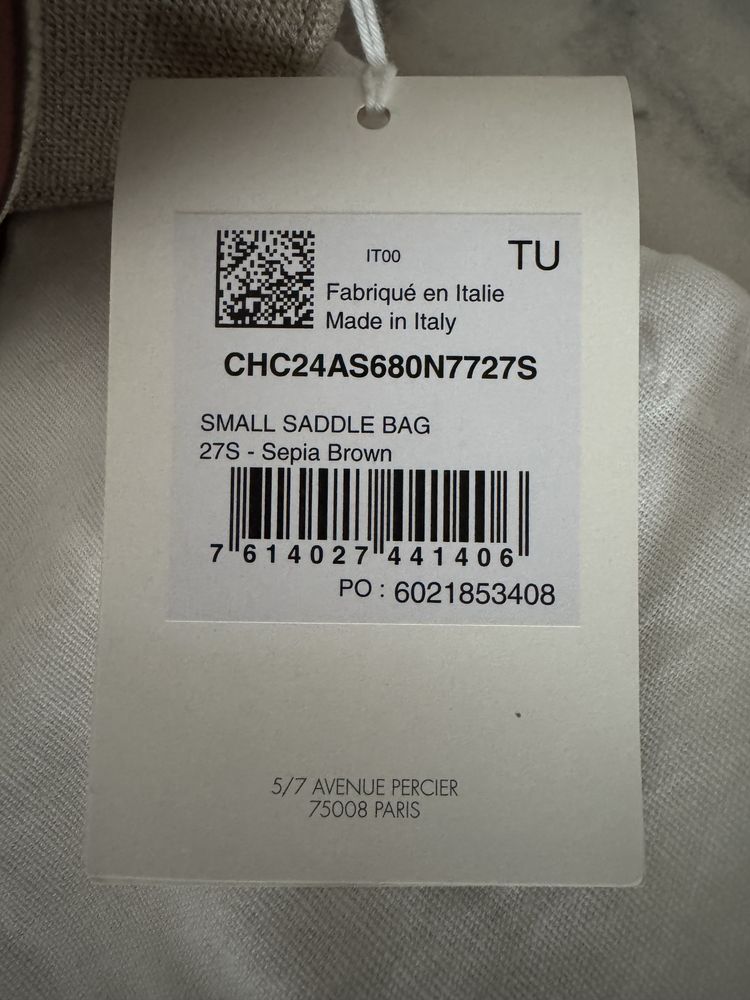 IT00
TU
Fabriqué en Italie
Made in Italy
CHC24AS680N7727S
SMALL SADDLE BAG
27S - Sepia Brown
7 614027 441406
PO : 6021853408
5/7 AVENUE PERCIER
75008 PARIS